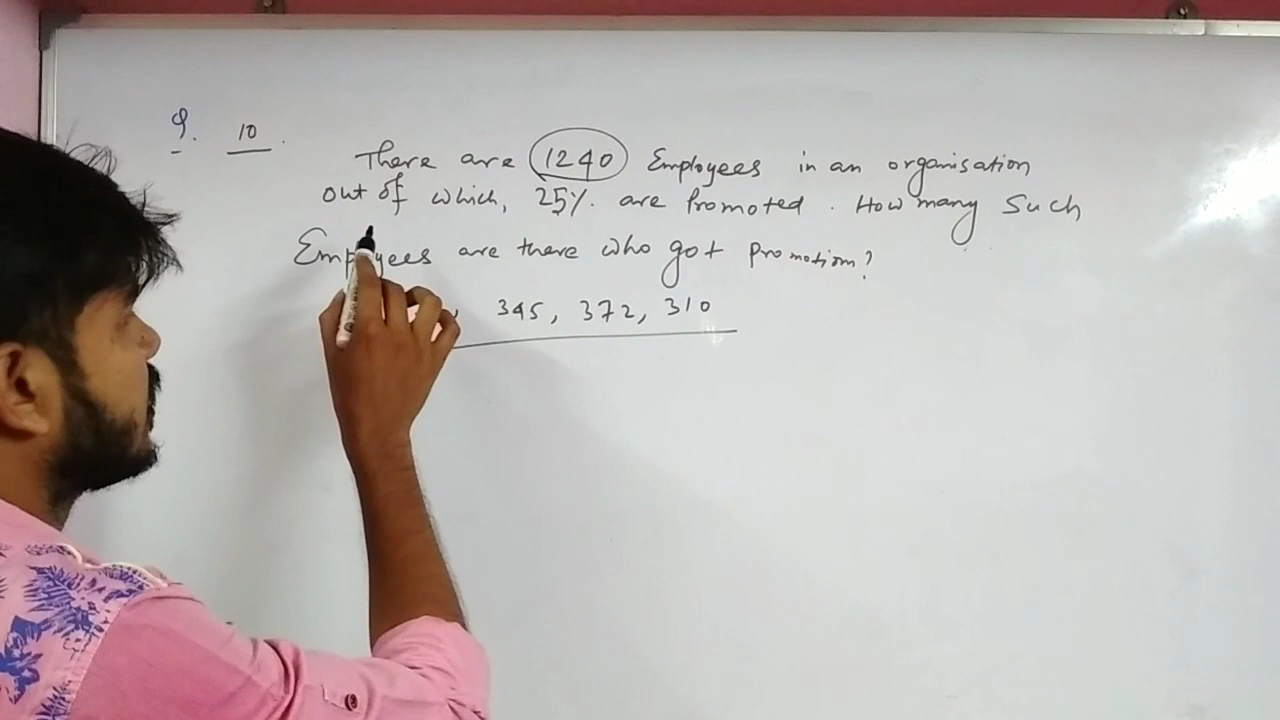 Q. 10.
There are 1240 Employees in an organisation
out of which, 25%. are Promoted. How many Such
Employees are there who got promotion?
, 345, 372, 310